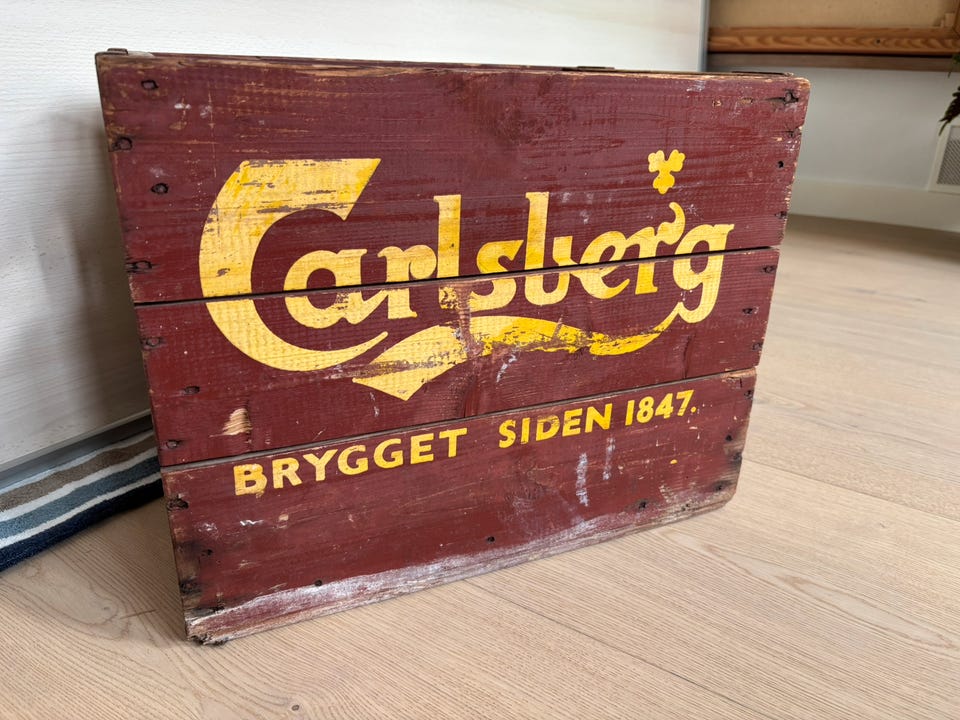 Carlsberg
BRYGGET SIDEN 1847.